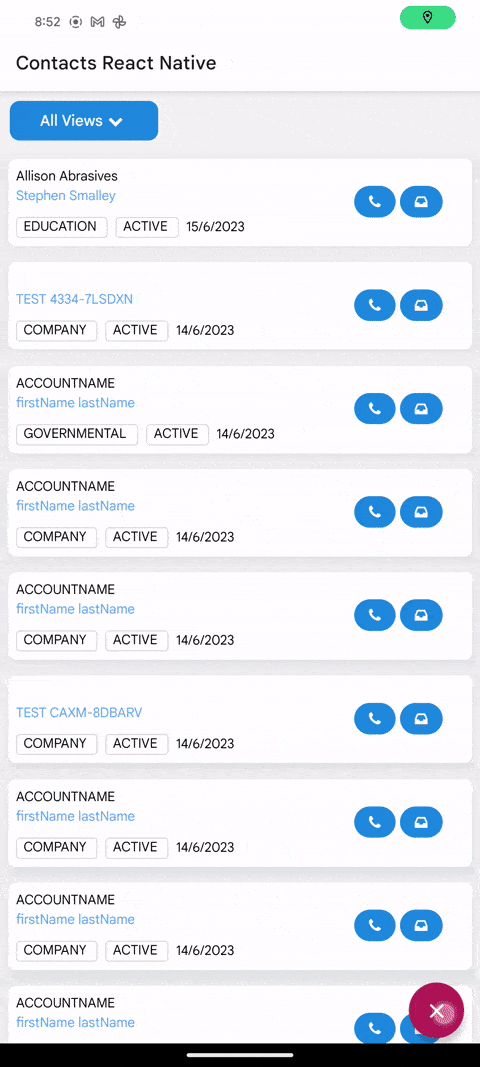 8:52
Contacts React Native
All Views
Allison Abrasives
Stephen Smalley
EDUCATION ACTIVE 15/6/2023
TEST 4334-7LSDXN
COMPANY ACTIVE 14/6/2023
ACCOUNTNAME
firstName lastName
GOVERNMENTAL ACTIVE 14/6/2023
ACCOUNTNAME
firstName lastName
COMPANY ACTIVE 14/6/2023
ACCOUNTNAME
firstName lastName
COMPANY ACTIVE 14/6/2023
TEST CAXM-8DBARV
COMPANY ACTIVE 14/6/2023
ACCOUNTNAME
firstName lastName
COMPANY ACTIVE 14/6/2023
ACCOUNTNAME
firstName lastName
COMPANY ACTIVE 14/6/2023
ACCOUNTNAME
firstName lastName